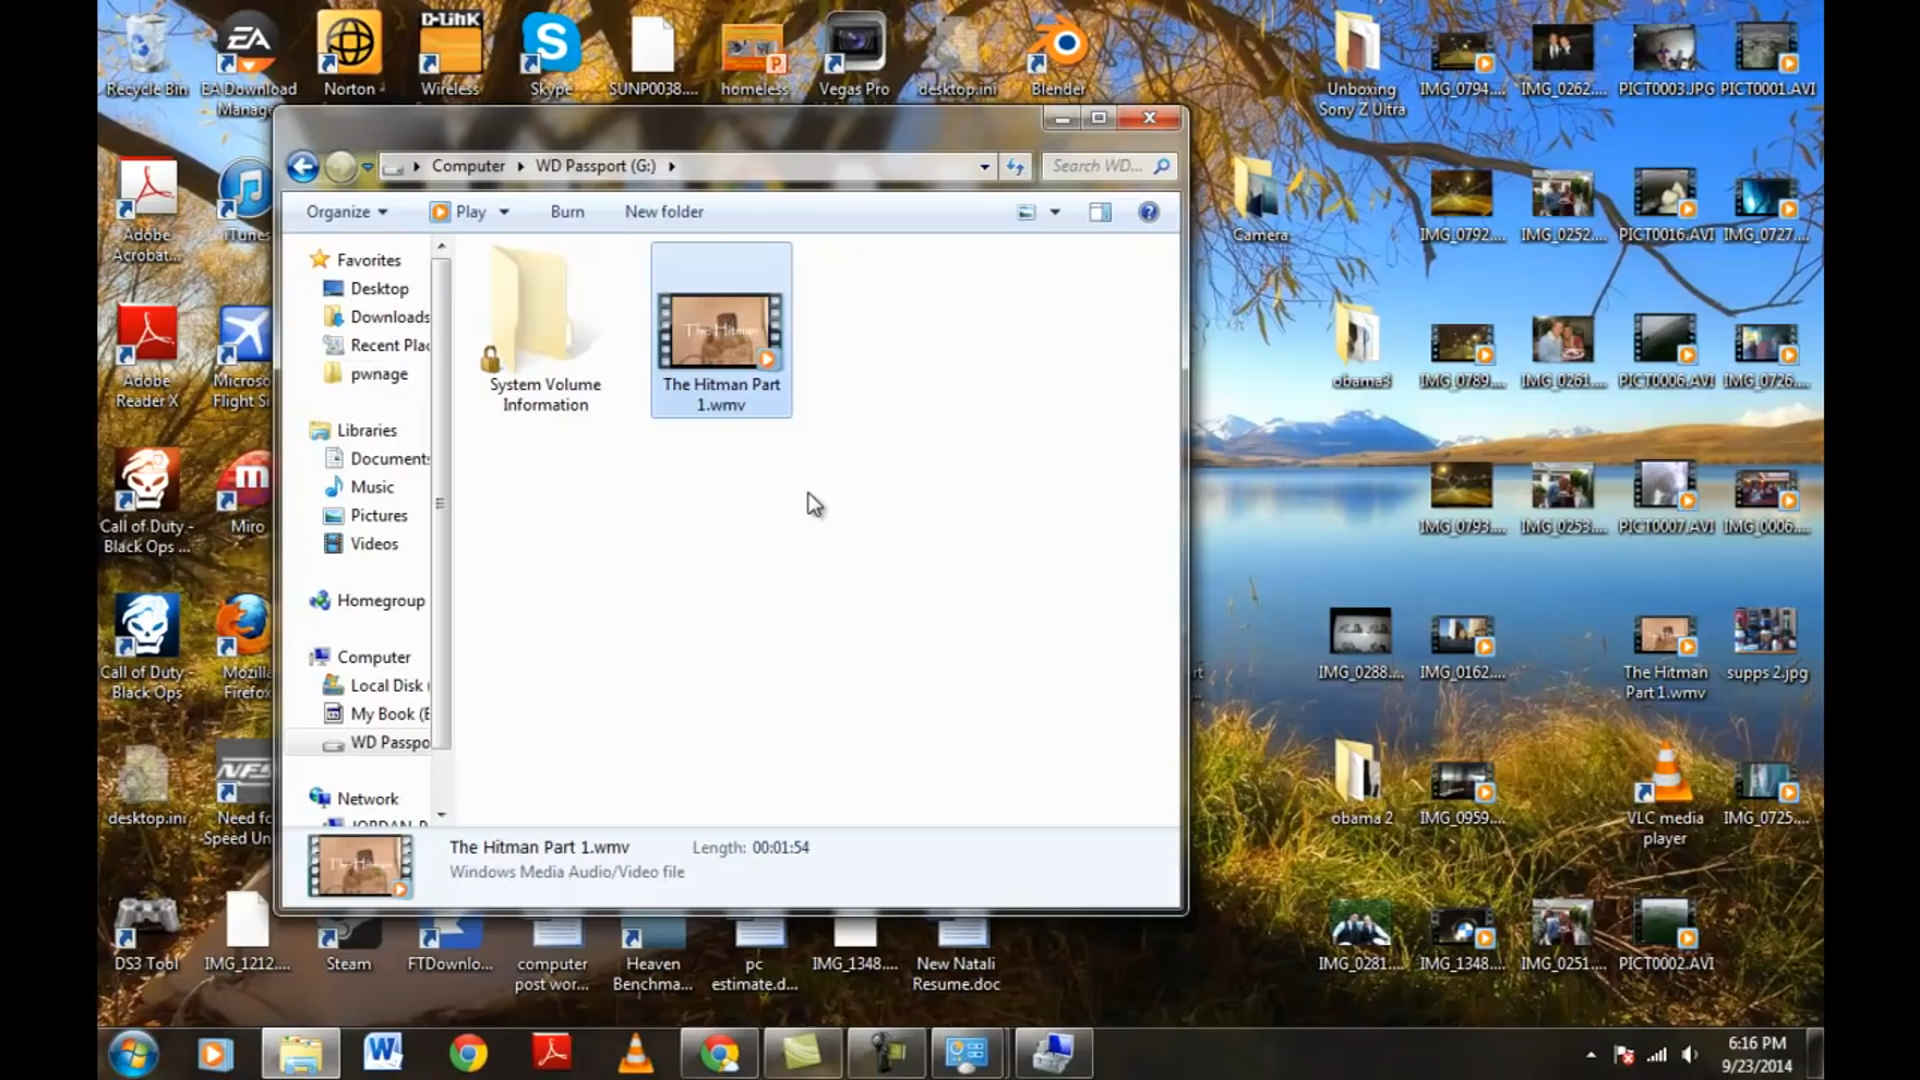 Recycle Bin
EA Download
Manage...
Norton
D-Link
Wireless
Skype
SUNP0038....
homeless
Vegas Pro
desktop.ini
Blender
Unboxing
Sony Z Ultra
IMG_0794....
IMG_0262....
PICT0003.JPG
PICT0001.AVI
Computer
WD Passport (G:)
Search WD...
Organize
Play
Burn
New folder
Adobe
Acrobat...
iTunes
Camera
IMG_0792....
IMG_0252....
PICT0016.AVI
IMG_0727....
Favorites
Desktop
Downloads
Recent Plac
pwnage
Libraries
Document:
Music
Pictures
Videos
Homegroup
Computer
Local Disk (
My Book (E
WD Passpo
Network
System Volume
Information
The Hitman
The Hitman Part
1.wmv
Adobe
Reader X
Microso
Flight Si
obama3
IMG_0789....
IMG_0261....
PICT0006.AVI
IMG_0726....
Call of Duty -
Black Ops ...
Miro
IMG_0793....
IMG_0253....
PICT0007.AVI
IMG_0006....
Call of Duty -
Black Ops
Mozilla
Firefox
IMG_0288....
IMG_0162....
The Hitman
Part 1.wmv
supps 2.jpg
desktop.ini
NFS
Need fo
Speed Un
obama 2
IMG_0959....
VLC media
player
IMG_0725....
The Hitman Part 1.wmv
Length: 00:01:54
Windows Media Audio/Video file
DS3 Tool
IMG_1212....
Steam
FTDownlo...
computer
post wor...
Heaven
Benchma...
pc
estimate.d...
IMG_1348....
New Natali
Resume.doc
IMG_0281....
IMG_1348....
IMG_0251....
PICT0002.AVI
6:16 PM
9/23/2014